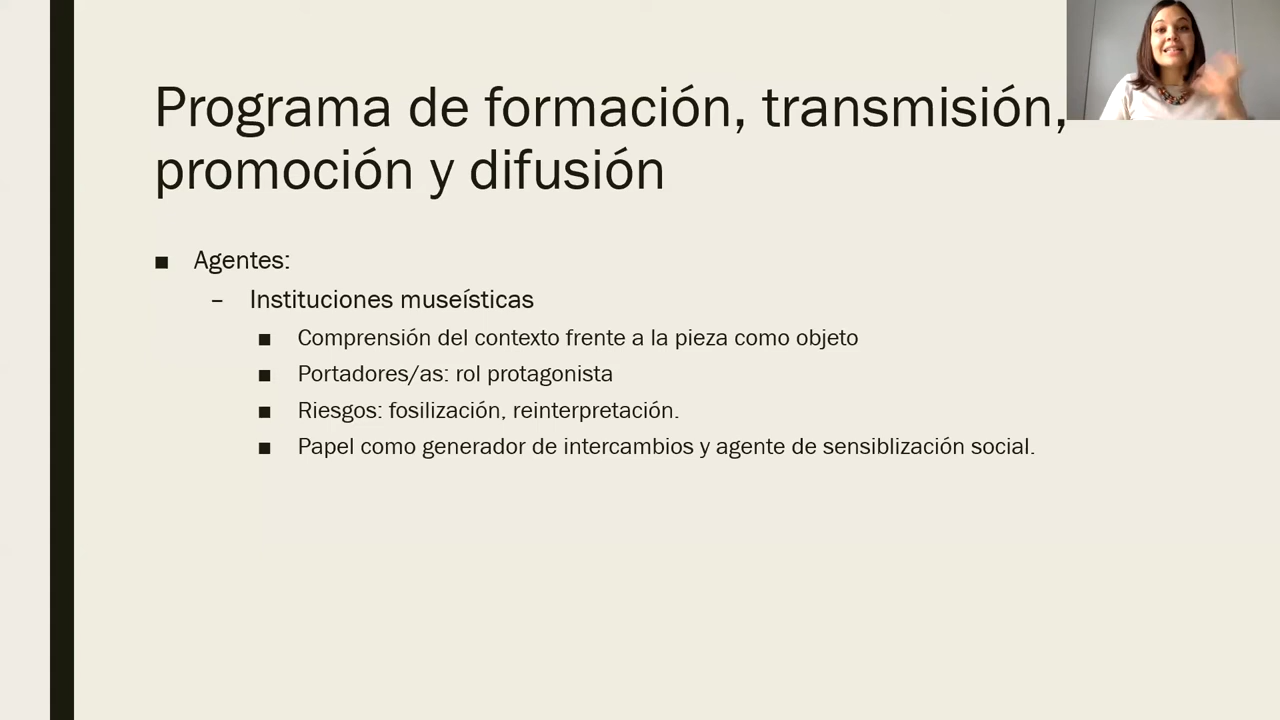 Programa de formación, transmisión,
promoción y difusión
■ Agentes:
– Instituciones museísticas
■ Comprensión del contexto frente a la pieza como objeto
■ Portadores/as: rol protagonista
■ Riesgos: fosilización, reinterpretación.
■ Papel como generador de intercambios y agente de sensiblización social.